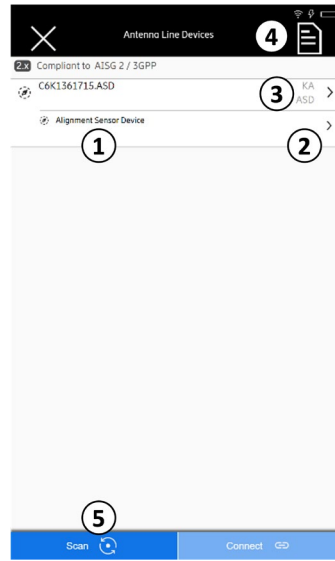 Antenna Line Devices
4
2.x Compliant to AISG 2 / 3GPP
C6K1361715.ASD
KA
ASD
3
Alignment Sensor Device
1
2
5
Scan
Connect